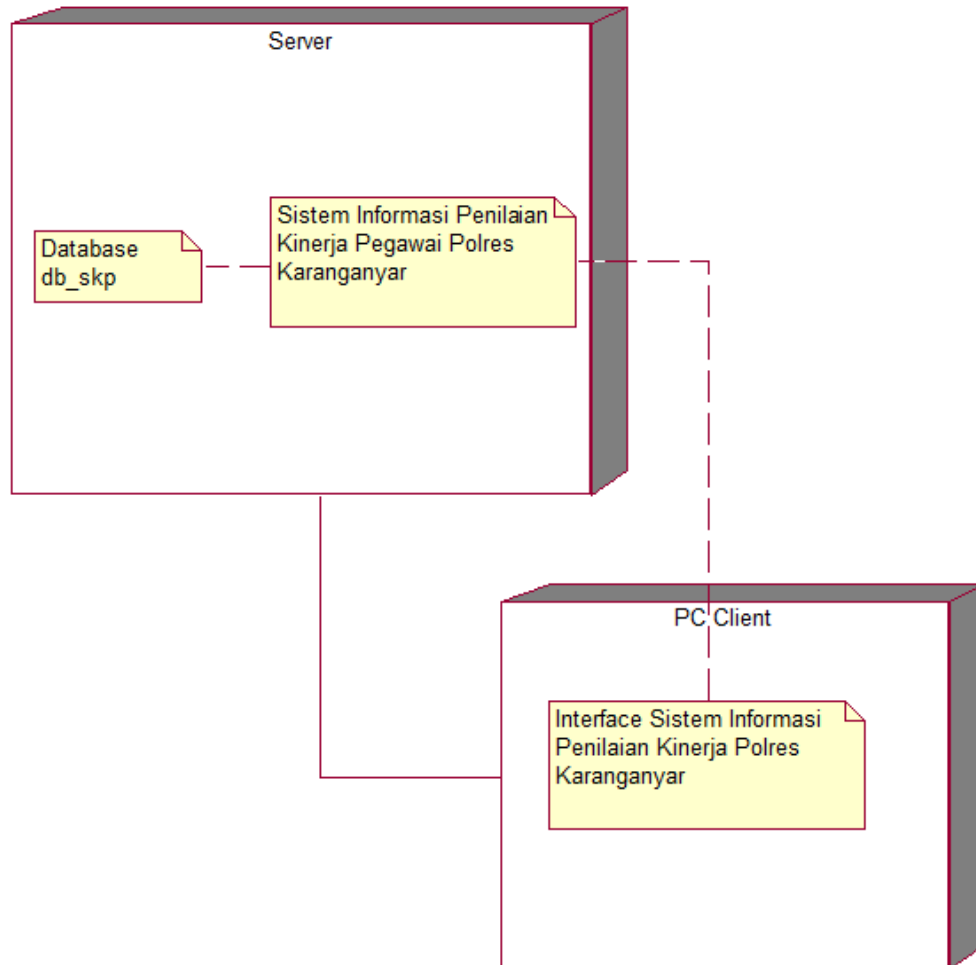 Server
Database
db_skp
Sistem Informasi Penilaian
Kinerja Pegawai Polres
Karanganyar
PC Client
Interface Sistem Informasi
Penilaian Kinerja Polres
Karanganyar